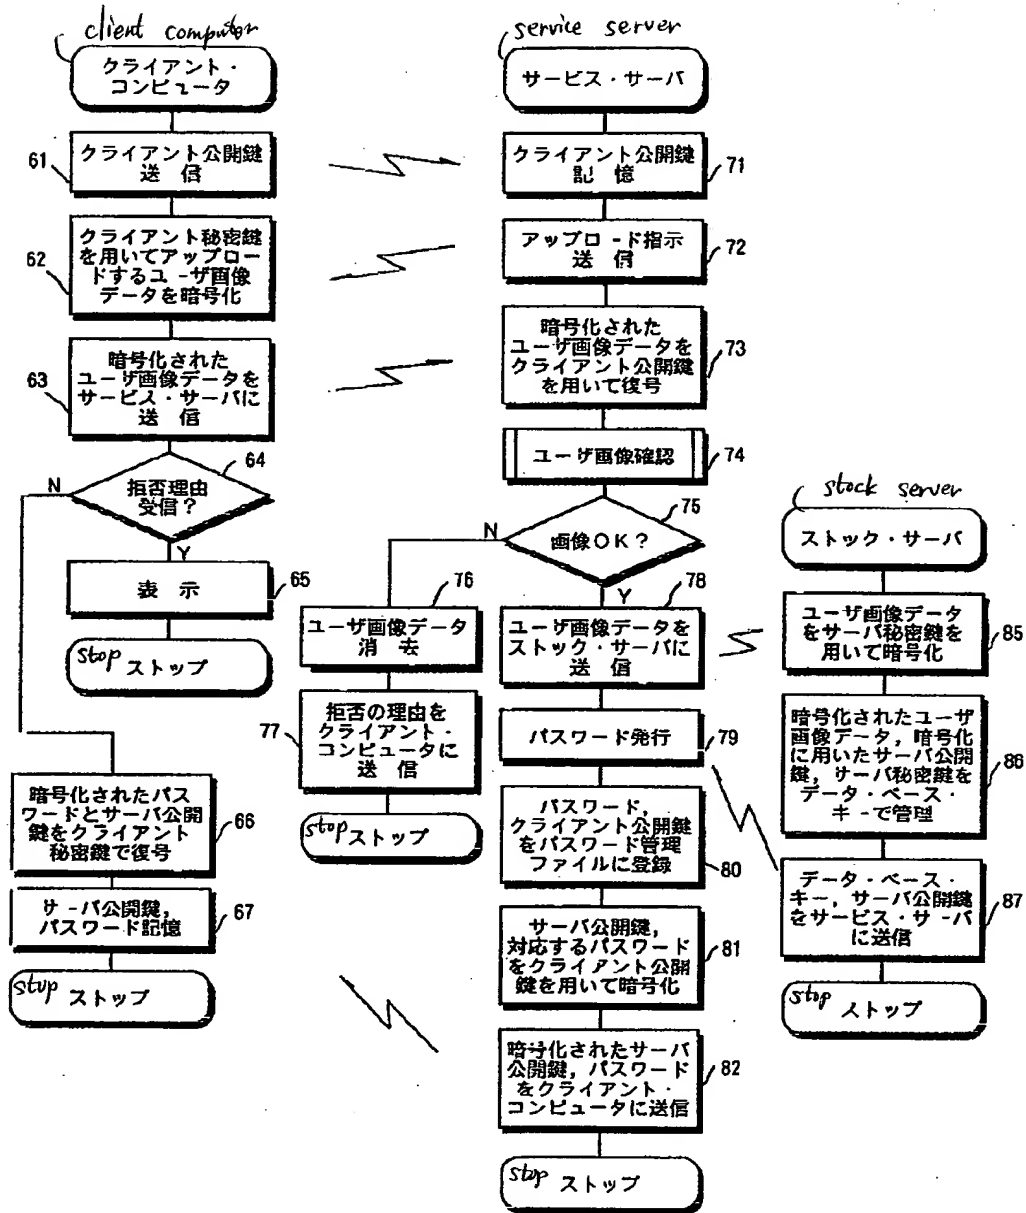 client computer
クライアント・
コンピュータ
61
クライアント公開鍵
送 信
62
クライアント秘密鍵
を用いてアップロー
ドするユーザ画像
データを暗号化
63
暗号化された
ユーザ画像データを
サービス・サーバに
送 信
64
拒否理由
受信?
N
Y
65
表 示
stop ストップ
66
暗号化されたパス
ワードとサーバ公開
鍵をクライアント
秘密鍵で復号
67
サーバ公開鍵,
パスワード記憶
stop ストップ
service server
サービス・サーバ
クライアント公開鍵
記 憶
71
アップロード指示
送 信
72
暗号化された
ユーザ画像データを
クライアント公開鍵
を用いて復号
73
ユーザ画像確認
74
75
画像OK?
N
Y
76
ユーザ画像データ
消 去
77
拒否の理由を
クライアント・
コンピュータに
送 信
stop ストップ
78
ユーザ画像データを
ストック・サーバに
送 信
パスワード発行
79
パスワード,
クライアント公開鍵
をパスワード管理
ファイルに登録
80
サーバ公開鍵,
対応するパスワード
をクライアント公開
鍵を用いて暗号化
81
暗号化されたサーバ
公開鍵,パスワード
をクライアント・
コンピュータに送信
82
stop ストップ
stock server
ストック・サーバ
ユーザ画像データ
をサーバ秘密鍵を
用いて暗号化
85
暗号化されたユーザ
画像データ,暗号化
に用いたサーバ公開
鍵,サーバ秘密鍵を
データ・ベース・
キーで管理
86
データ・ベース・
キー,サーバ公開鍵
をサービス・サーバ
に送信
87
stop ストップ